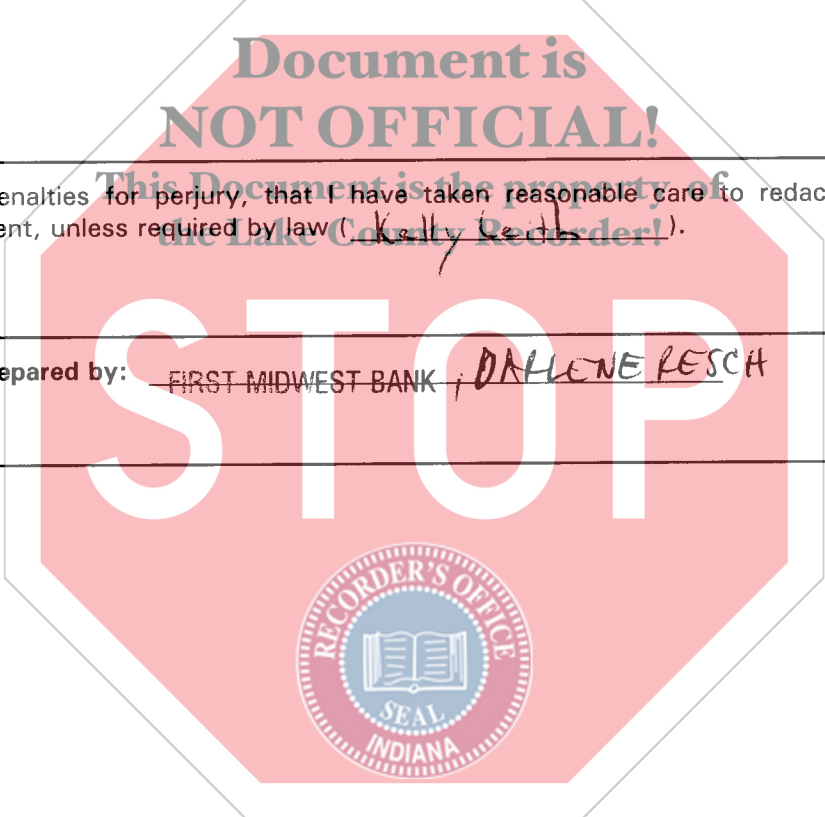 Document is
NOT OFFICIAL!
This Document is the property of
enalties for perjury, that I have taken reasonable care to redac
the Lake County Recorder!
ent, unless required by law ( Kelly Keith ).
STOP
epared by: FIRST MIDWEST BANK ; DARLENE RESCH
RECORDER'S OFFICE
SEAL
INDIANA